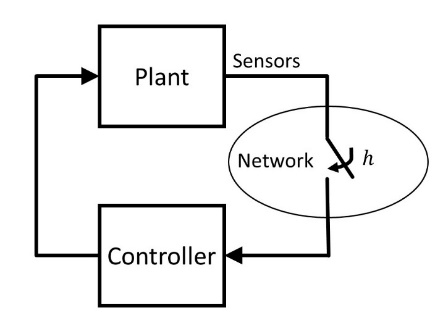 Plant
Sensors
Network
h
Controller